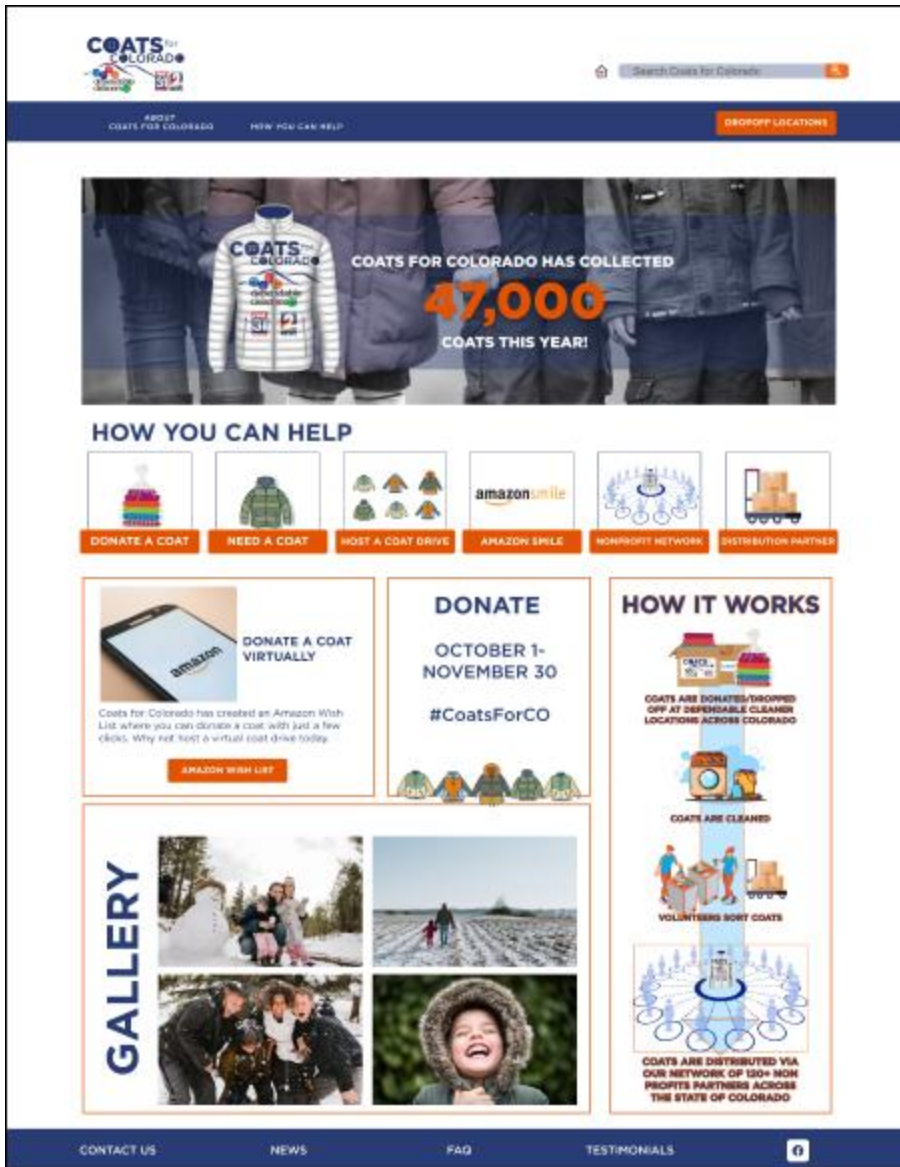 COATS for
COLORADO
Search Coats for Colorado
ABOUT
COATS FOR COLORADO
HOW YOU CAN HELP
DROPOFF LOCATIONS
COATS for
COLORADO
dependable
cleaners
COATS FOR COLORADO HAS COLLECTED
47,000
COATS THIS YEAR!
HOW YOU CAN HELP
amazonsmile
DONATE A COAT
NEED A COAT
HOST A COAT DRIVE
AMAZON SMILE
NONPROFIT NETWORK
DISTRIBUTION PARTNER
amazon
DONATE A COAT
VIRTUALLY
Coats for Colorado has created an Amazon Wish
List where you can donate a coat with just a few
clicks. Why not host a virtual coat drive today.
AMAZON WISH LIST
DONATE
OCTOBER 1-
NOVEMBER 30
#CoatsForCO
HOW IT WORKS
COATS ARE DONATED/DROPPED
OFF AT DEPENDABLE CLEANER
LOCATIONS ACROSS COLORADO
COATS ARE CLEANED
VOLUNTEERS SORT COATS
COATS ARE DISTRIBUTED VIA
OUR NETWORK OF 120+ NON
PROFITS PARTNERS ACROSS
THE STATE OF COLORADO
GALLERY
CONTACT US
NEWS
FAQ
TESTIMONIALS